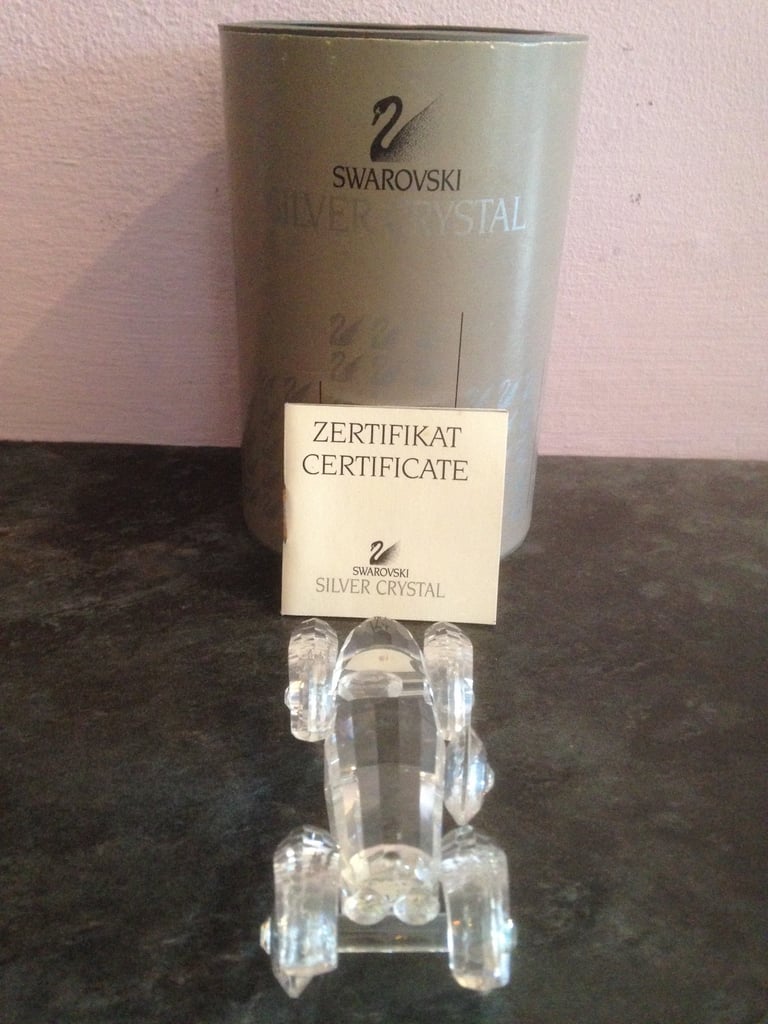 SWAROVSKI
SILVER CRYSTAL
ZERTIFIKAT
CERTIFICATE
SWAROVSKI
SILVER CRYSTAL